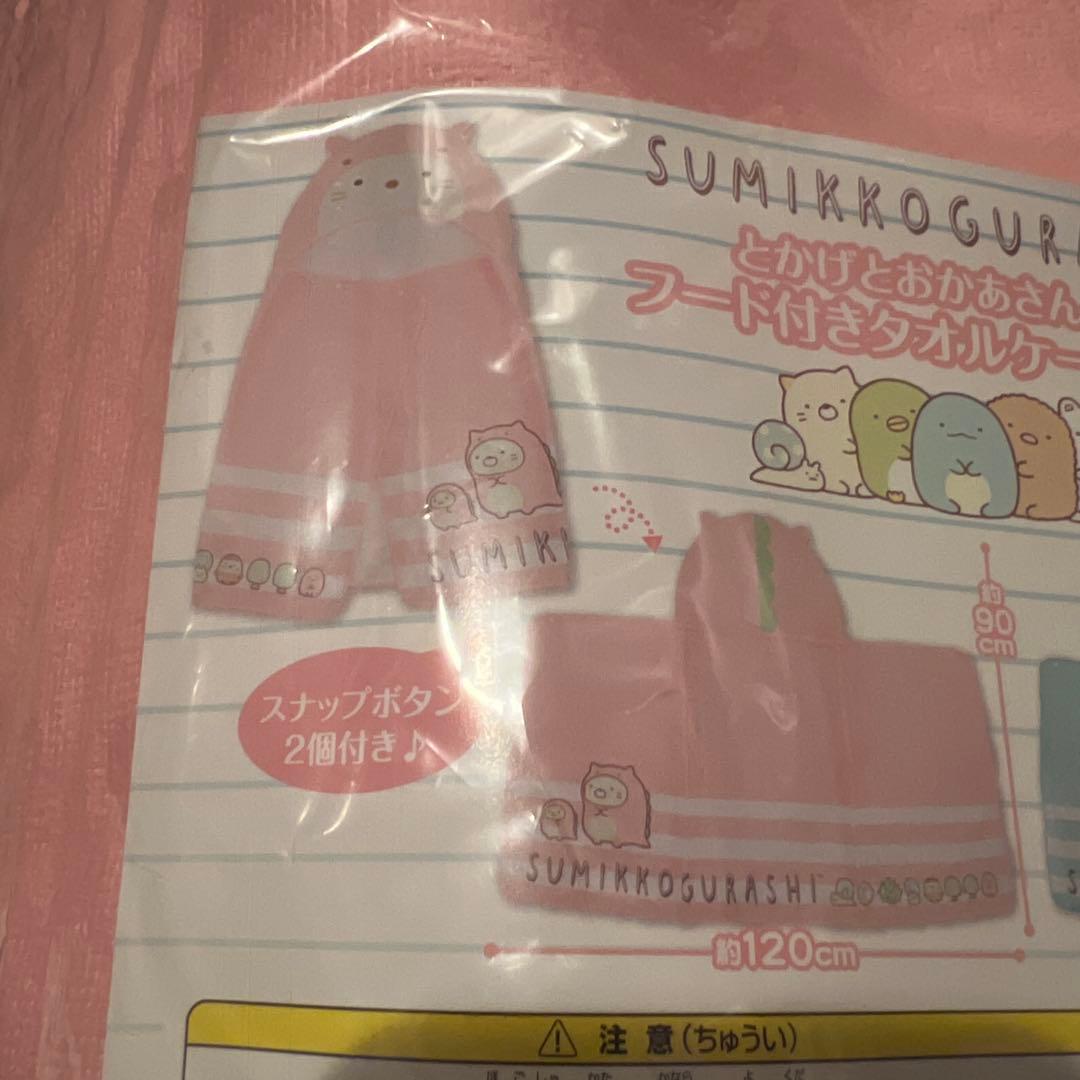 SUMIKKOGURA
とかげとおかあさん
フード付きタオルケー
SUMIKK
スナップボタン
2個付き♪
約
90
cm
SUMIKKOGURASHI
約120cm
注意(ちゅうい)